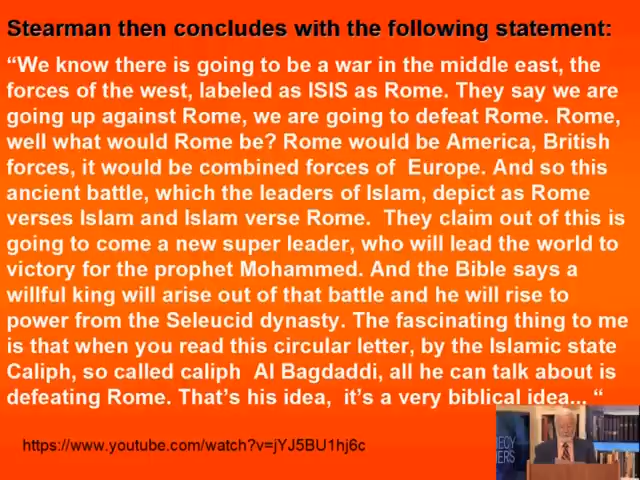 Stearman then concludes with the following statement:
“We know there is going to be a war in the middle east, the
forces of the west, labeled as ISIS as Rome. They say we are
going up against Rome, we are going to defeat Rome. Rome,
well what would Rome be? Rome would be America, British
forces, it would be combined forces of  Europe. And so this
ancient battle, which the leaders of Islam, depict as Rome
verses Islam and Islam verse Rome.  They claim out of this is
going to come a new super leader, who will lead the world to
victory for the prophet Mohammed. And the Bible says a
willful king will arise out of that battle and he will rise to
power from the Seleucid dynasty. The fascinating thing to me
is that when you read this circular letter, by the Islamic state
Caliph, so called caliph  Al Bagdaddi, all he can talk about is
defeating Rome. That’s his idea,  it’s a very biblical idea... “
https://www.youtube.com/watch?v=jYJ5BU1hj6c